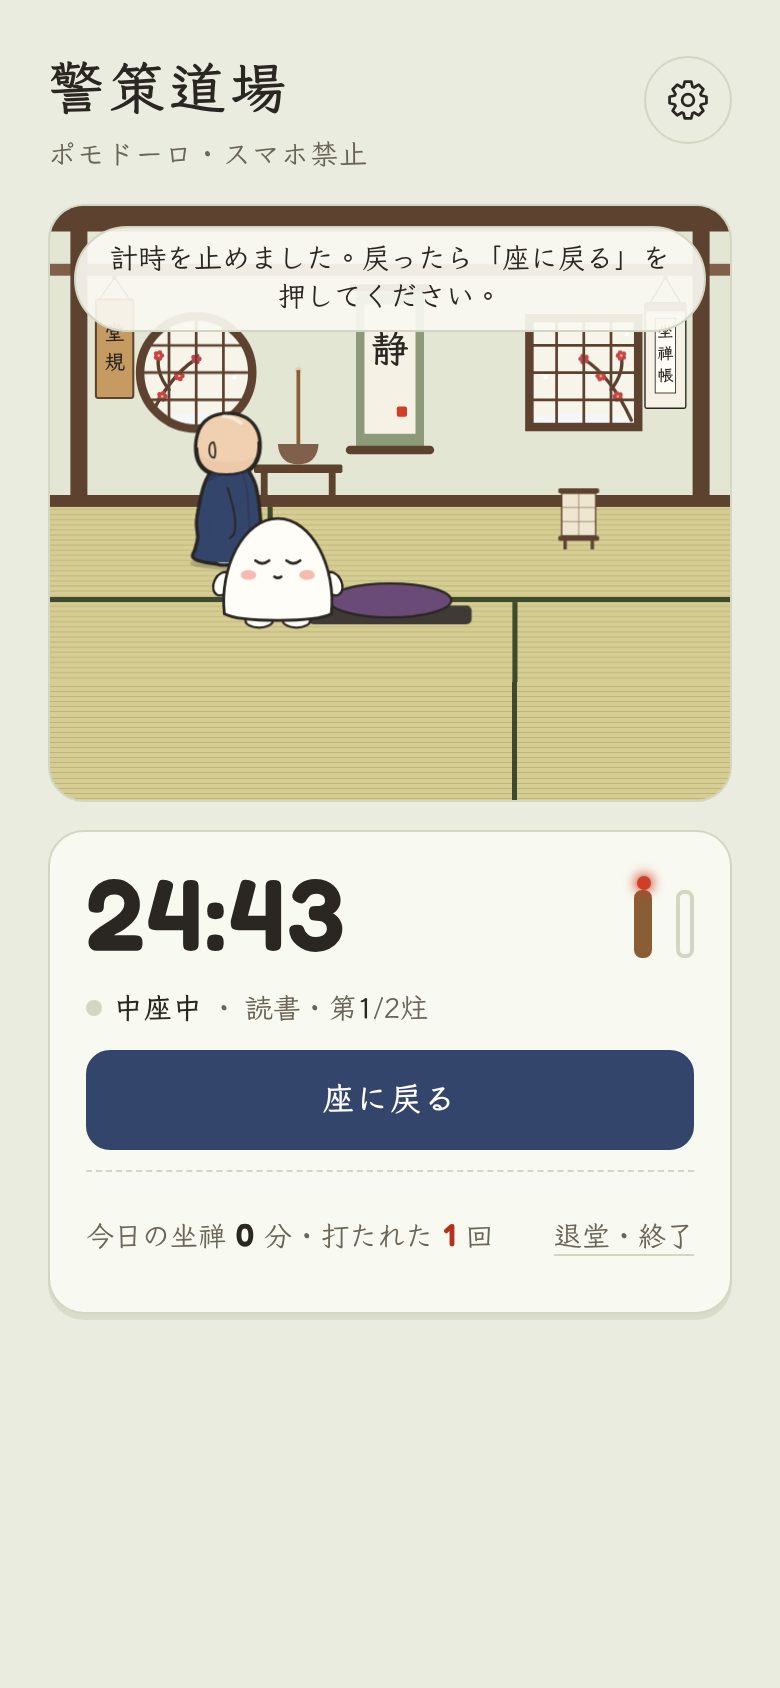 警策道場
ポモドーロ・スマホ禁止
計時を止めました。戻ったら「座に戻る」を
押してください。
堂規
静
坐禅帳
24:43
中座中 ・ 読書・第1/2炷
座に戻る
今日の坐禅 0 分・打たれた 1 回
退堂・終了